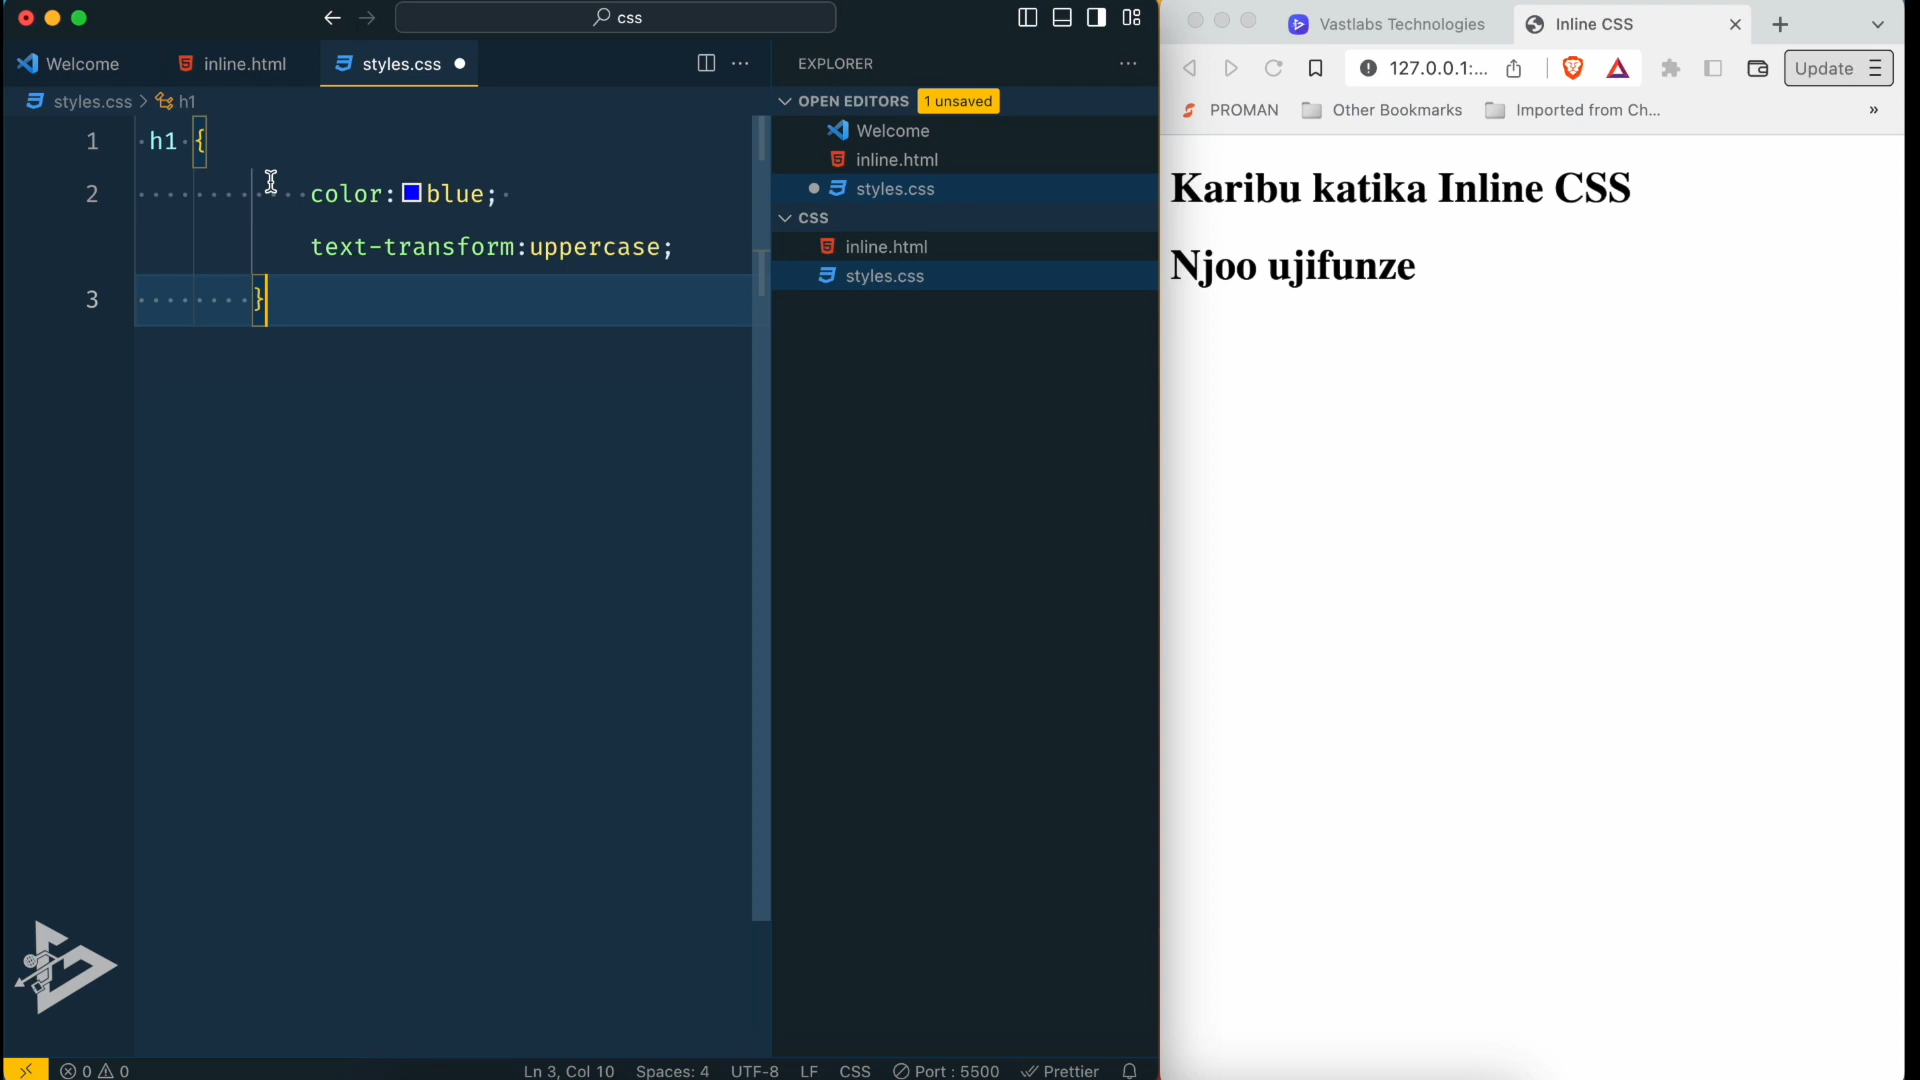 css
Welcome
inline.html
styles.css
styles.css > h1
1 h1 {
2 color: blue;
text-transform:uppercase;
3 }
EXPLORER
OPEN EDITORS 1 unsaved
Welcome
inline.html
styles.css
CSS
inline.html
styles.css
0 0
Ln 3, Col 10
Spaces: 4
UTF-8
LF
CSS
Port : 5500
Prettier
Vastlabs Technologies
Inline CSS
127.0.0.1:...
Update
PROMAN
Other Bookmarks
Imported from Ch...
»
Karibu katika Inline CSS
Njoo ujifunze